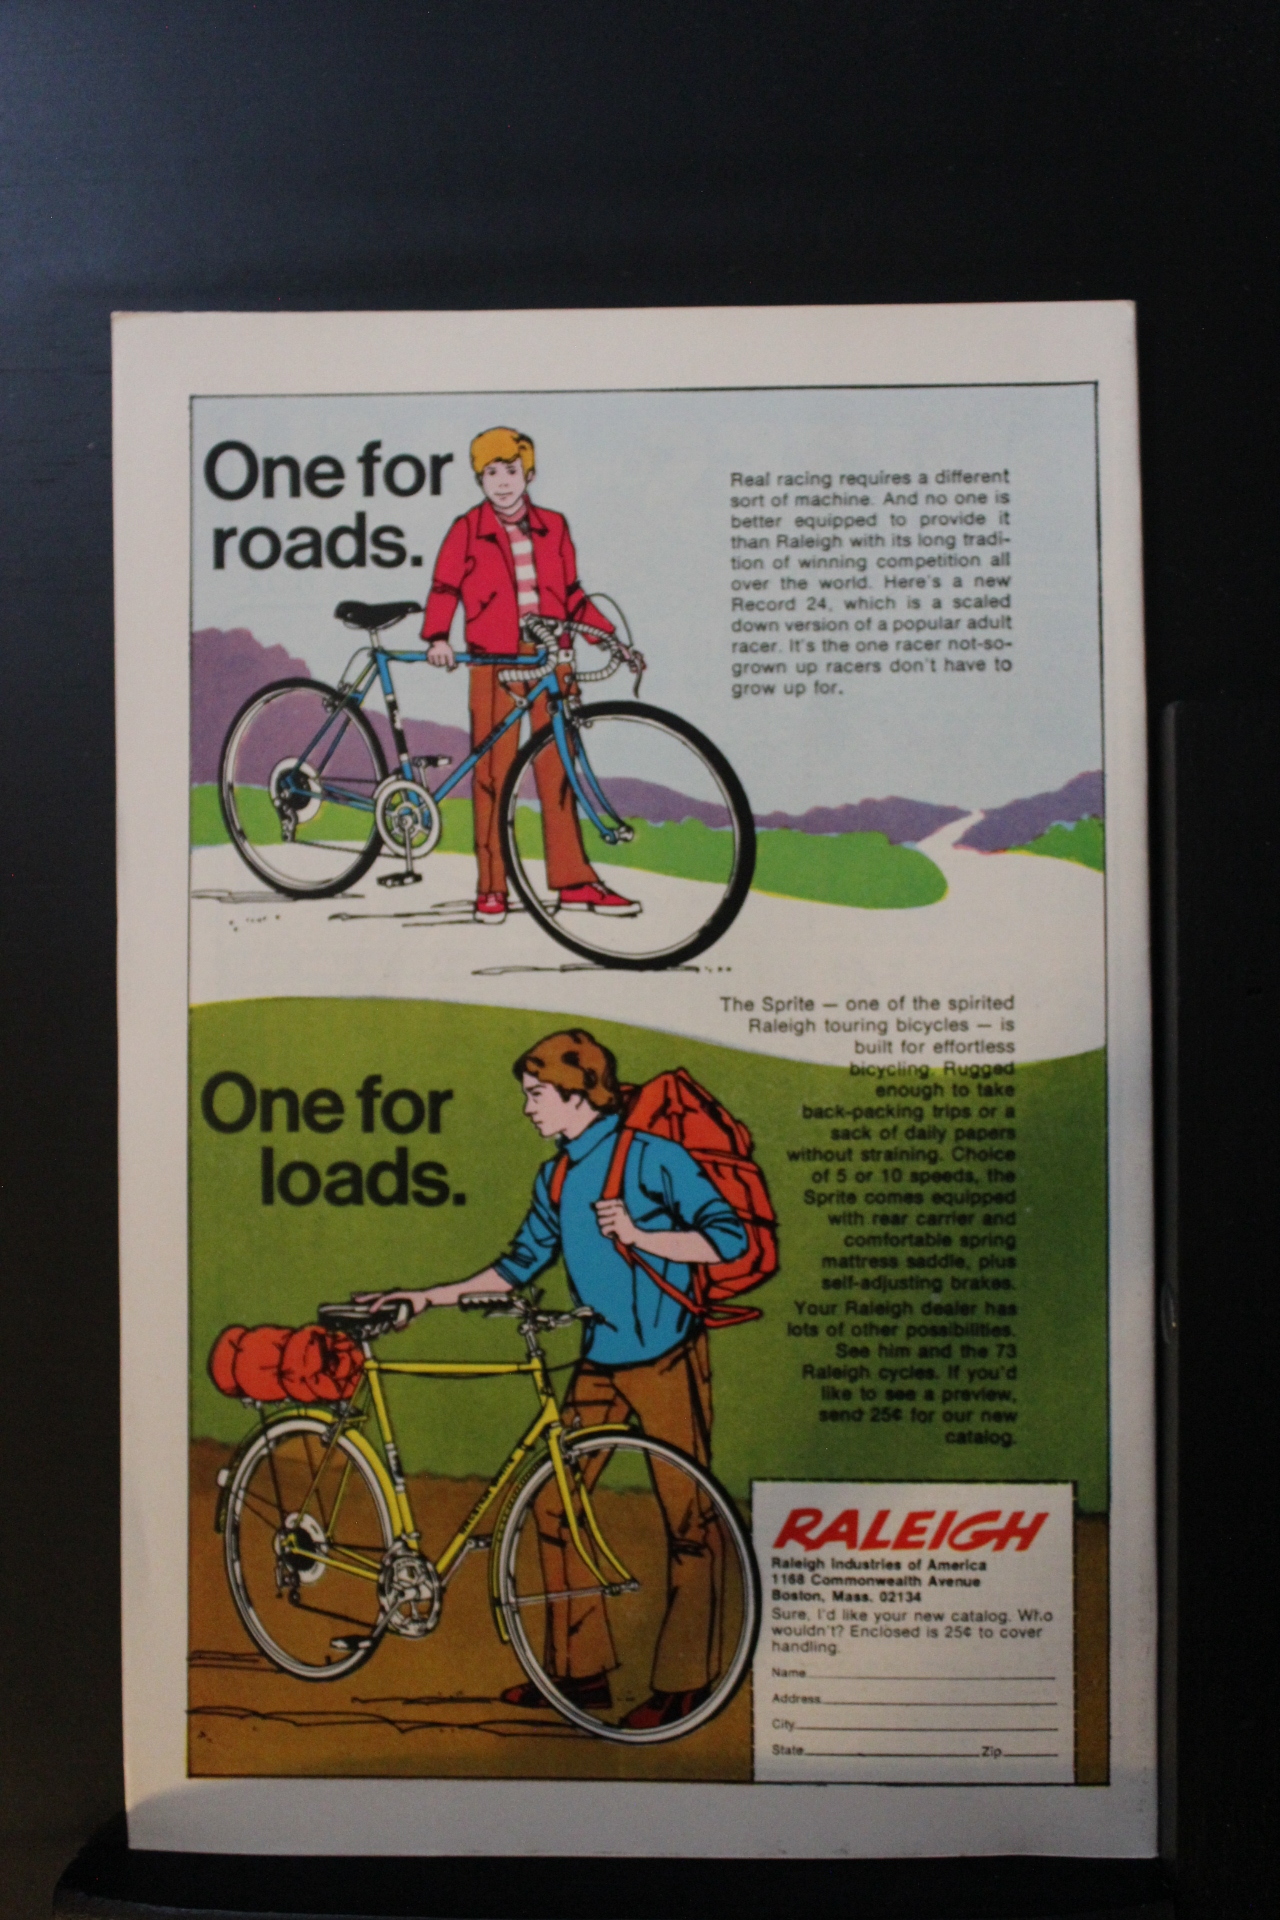 One for
roads.
Real racing requires a different
sort of machine. And no one is
better equipped to provide it
than Raleigh with its long tradi-
tion of winning competition all
over the world. Here's a new
Record 24, which is a scaled
down version of a popular adult
racer. It's the one racer not-so-
grown up racers don't have to
grow up for.
The Sprite — one of the spirited
Raleigh touring bicycles — is
built for effortless
bicycling. Rugged
enough to take
back-packing trips or a
sack of daily papers
without straining. Choice
of 5 or 10 speeds, the
Sprite comes equipped
with rear carrier and
comfortable spring
mattress saddle, plus
self-adjusting brakes.
Your Raleigh dealer has
lots of other possibilities.
See him and the 73
Raleigh cycles. If you'd
like to see a preview,
send 25¢ for our new
catalog.
One for
loads.
RALEIGH
Raleigh Industries of America
1168 Commonwealth Avenue
Boston, Mass. 02134
Sure, I'd like your new catalog. Who
wouldn't? Enclosed is 25¢ to cover
handling.
Name
Address
City
State Zip